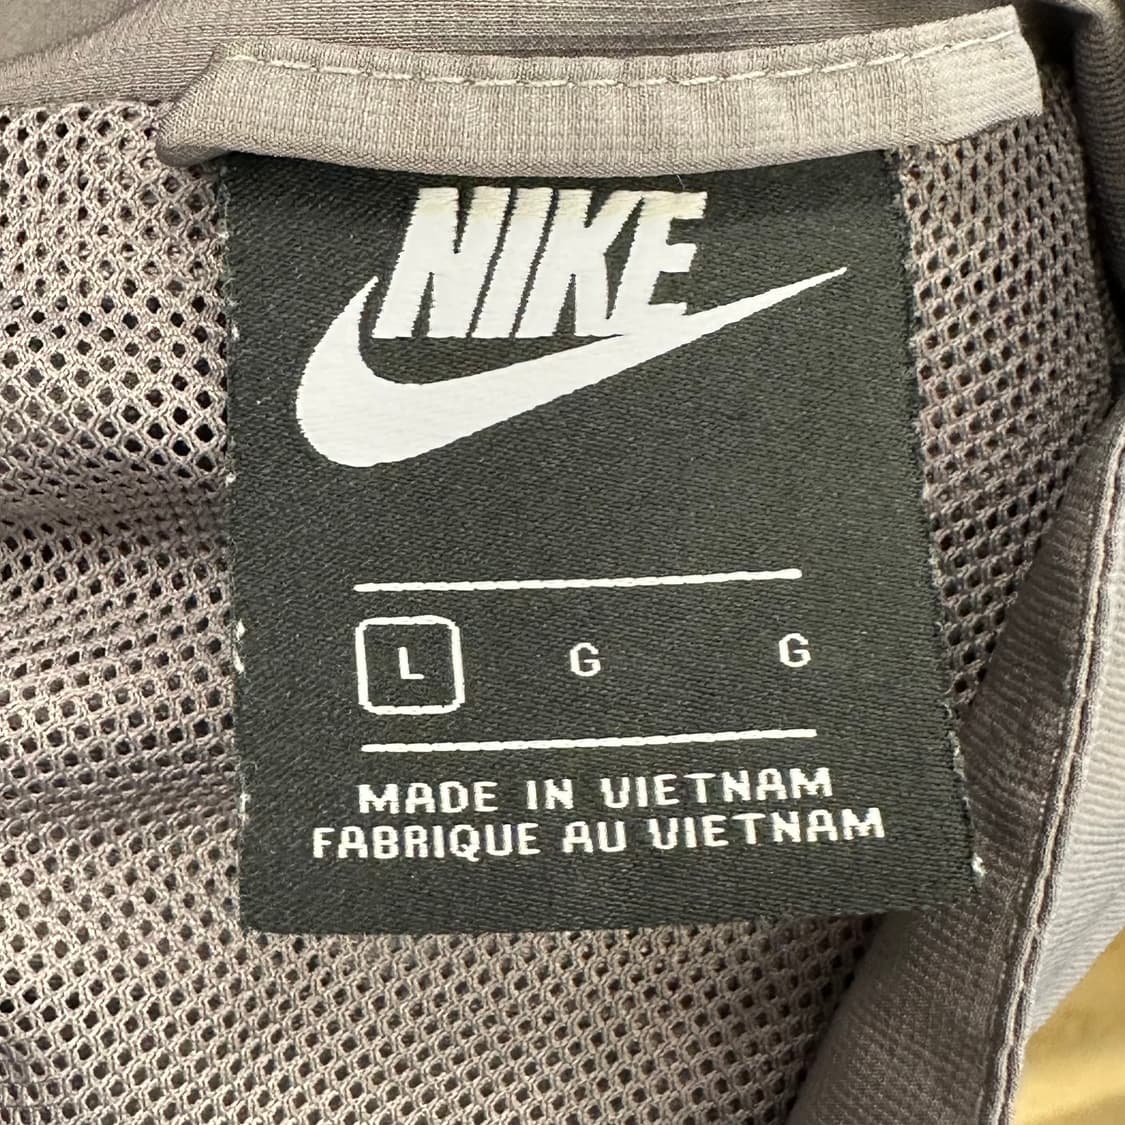 NIKE
L G G
MADE IN VIETNAM
FABRIQUE AU VIETNAM